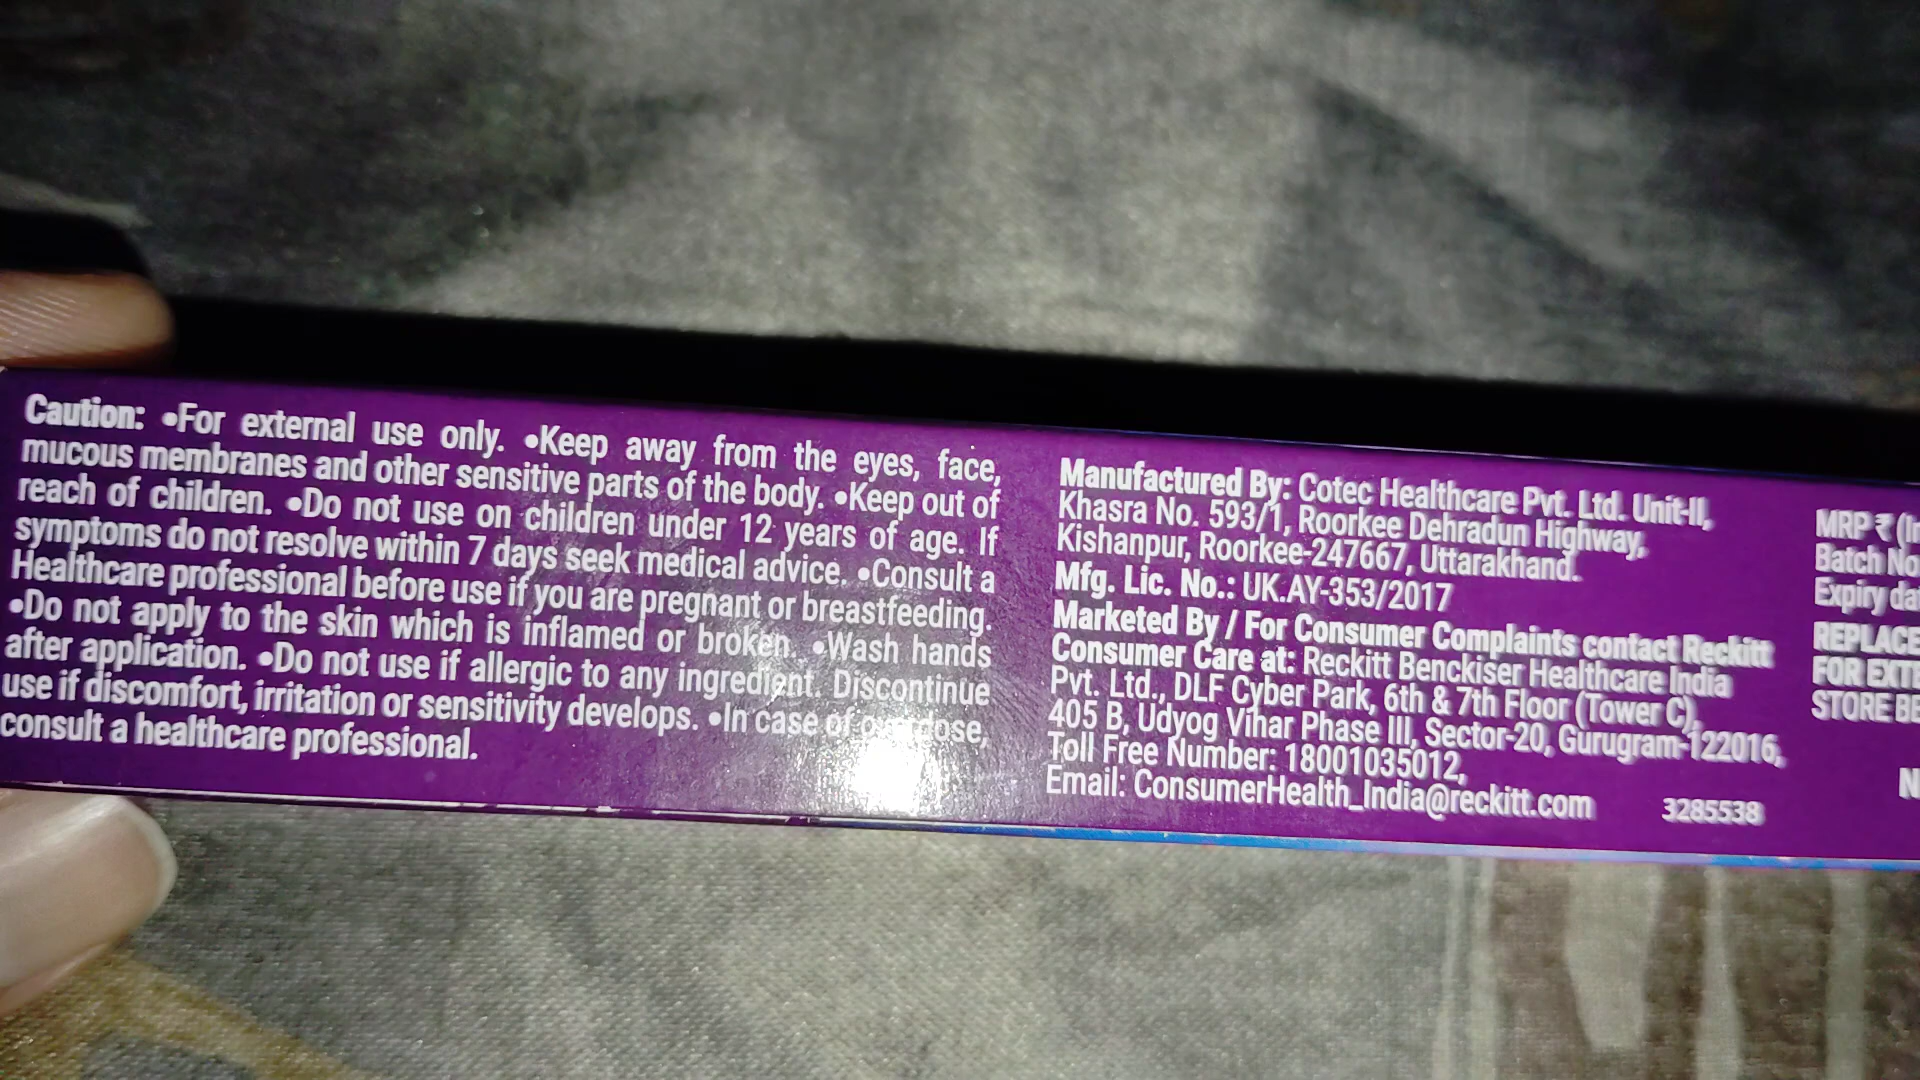 Caution: •For external use only. •Keep away from the eyes, face,
mucous membranes and other sensitive parts of the body. •Keep out of
reach of children. •Do not use on children under 12 years of age. If
symptoms do not resolve within 7 days seek medical advice. •Consult a
Healthcare professional before use if you are pregnant or breastfeeding.
•Do not apply to the skin which is inflamed or broken. •Wash hands
after application. •Do not use if allergic to any ingredient. Discontinue
use if discomfort, irritation or sensitivity develops. •In case of overdose,
consult a healthcare professional.
Manufactured By: Cotec Healthcare Pvt. Ltd. Unit-II,
Khasra No. 593/1, Roorkee Dehradun Highway,
Kishanpur, Roorkee-247667, Uttarakhand.
Mfg. Lic. No.: UK.AY-353/2017
Marketed By / For Consumer Complaints contact Reckitt
Consumer Care at: Reckitt Benckiser Healthcare India
Pvt. Ltd., DLF Cyber Park, 6th & 7th Floor (Tower C),
405 B, Udyog Vihar Phase III, Sector-20, Gurugram-122016,
Toll Free Number: 18001035012,
Email: ConsumerHealth_India@reckitt.com
3285538
MRP ₹ (
Batch No
Expiry
REPLACE
FOR
STORE